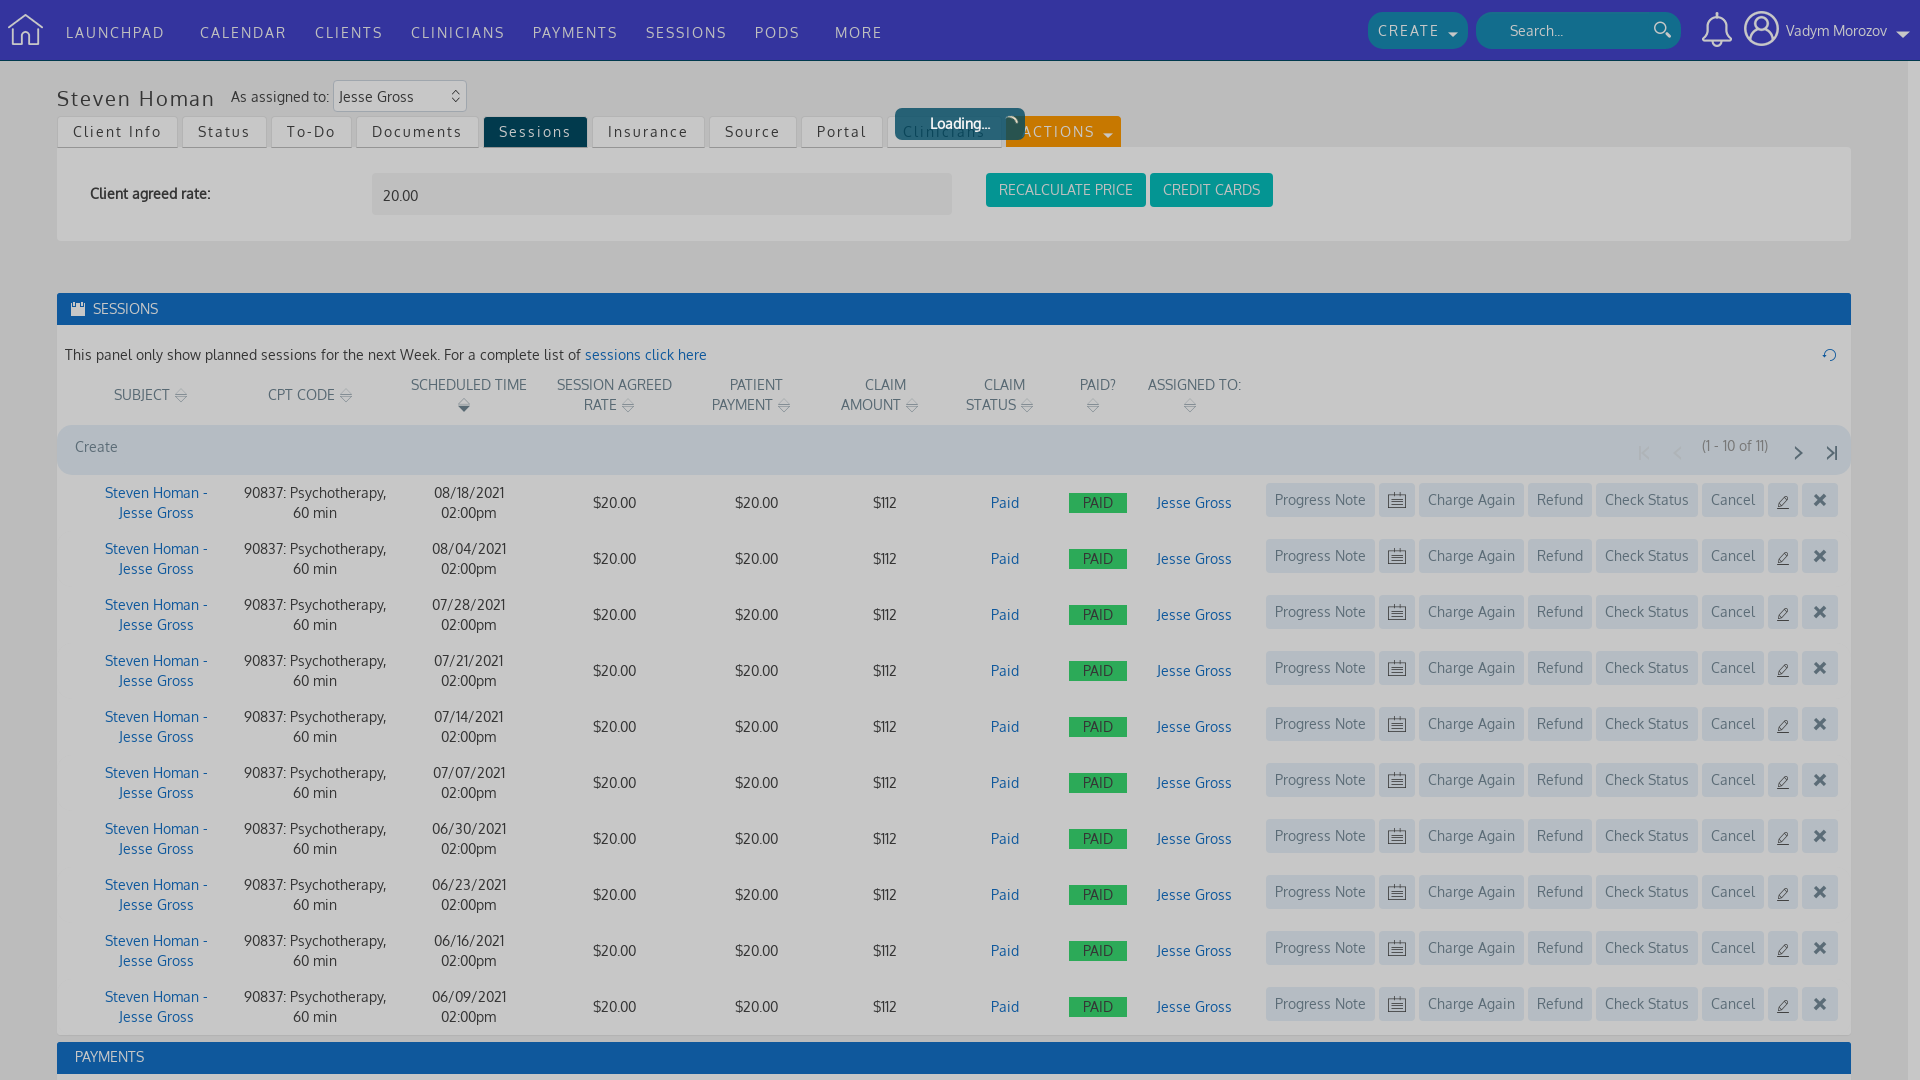 LAUNCHPAD CALENDAR CLIENTS CLINICIANS PAYMENTS SESSIONS PODS MORE CREATE Search... Vadym Morozov
Steven Homan As assigned to: Jesse Gross
Client Info Status To-Do Documents Sessions Insurance Source Portal Clinicians ACTIONS
Loading...
Client agreed rate: 20.00 RECALCULATE PRICE CREDIT CARDS
SESSIONS
This panel only show planned sessions for the next Week. For a complete list of sessions click here
SUBJECT CPT CODE SCHEDULED TIME SESSION AGREED RATE PATIENT PAYMENT CLAIM AMOUNT CLAIM STATUS PAID? ASSIGNED TO:
Create (1 - 10 of 11)
Steven Homan - Jesse Gross 90837: Psychotherapy, 60 min 08/18/2021 02:00pm $20.00 $20.00 $112 Paid PAID Jesse Gross Progress Note Charge Again Refund Check Status Cancel
Steven Homan - Jesse Gross 90837: Psychotherapy, 60 min 08/04/2021 02:00pm $20.00 $20.00 $112 Paid PAID Jesse Gross Progress Note Charge Again Refund Check Status Cancel
Steven Homan - Jesse Gross 90837: Psychotherapy, 60 min 07/28/2021 02:00pm $20.00 $20.00 $112 Paid PAID Jesse Gross Progress Note Charge Again Refund Check Status Cancel
Steven Homan - Jesse Gross 90837: Psychotherapy, 60 min 07/21/2021 02:00pm $20.00 $20.00 $112 Paid PAID Jesse Gross Progress Note Charge Again Refund Check Status Cancel
Steven Homan - Jesse Gross 90837: Psychotherapy, 60 min 07/14/2021 02:00pm $20.00 $20.00 $112 Paid PAID Jesse Gross Progress Note Charge Again Refund Check Status Cancel
Steven Homan - Jesse Gross 90837: Psychotherapy, 60 min 07/07/2021 02:00pm $20.00 $20.00 $112 Paid PAID Jesse Gross Progress Note Charge Again Refund Check Status Cancel
Steven Homan - Jesse Gross 90837: Psychotherapy, 60 min 06/30/2021 02:00pm $20.00 $20.00 $112 Paid PAID Jesse Gross Progress Note Charge Again Refund Check Status Cancel
Steven Homan - Jesse Gross 90837: Psychotherapy, 60 min 06/23/2021 02:00pm $20.00 $20.00 $112 Paid PAID Jesse Gross Progress Note Charge Again Refund Check Status Cancel
Steven Homan - Jesse Gross 90837: Psychotherapy, 60 min 06/16/2021 02:00pm $20.00 $20.00 $112 Paid PAID Jesse Gross Progress Note Charge Again Refund Check Status Cancel
Steven Homan - Jesse Gross 90837: Psychotherapy, 60 min 06/09/2021 02:00pm $20.00 $20.00 $112 Paid PAID Jesse Gross Progress Note Charge Again Refund Check Status Cancel
PAYMENTS